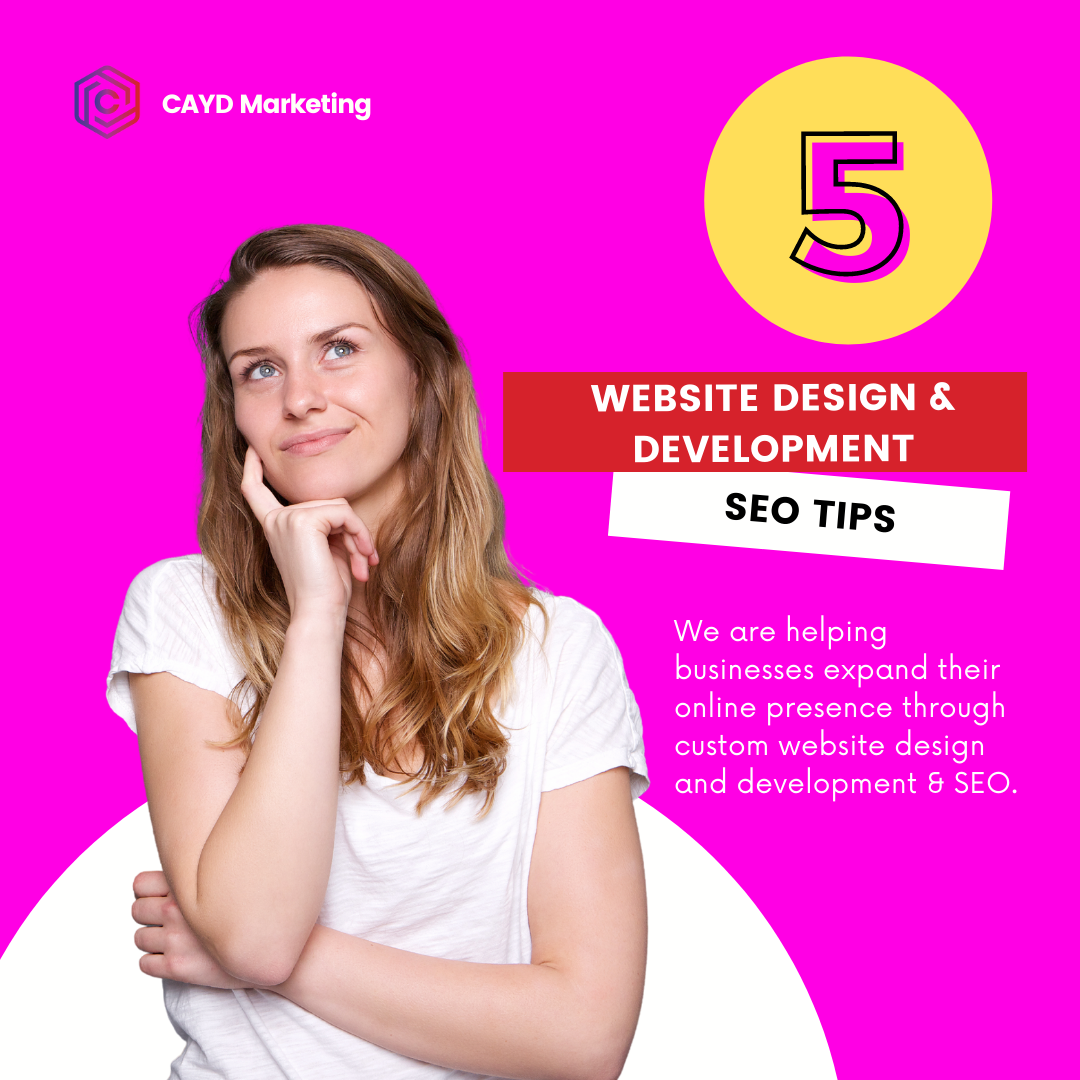 CAYD Marketing
5
WEBSITE DESIGN &
DEVELOPMENT
SEO TIPS
We are helping
businesses expand their
online presence through
custom website design
and development & SEO.